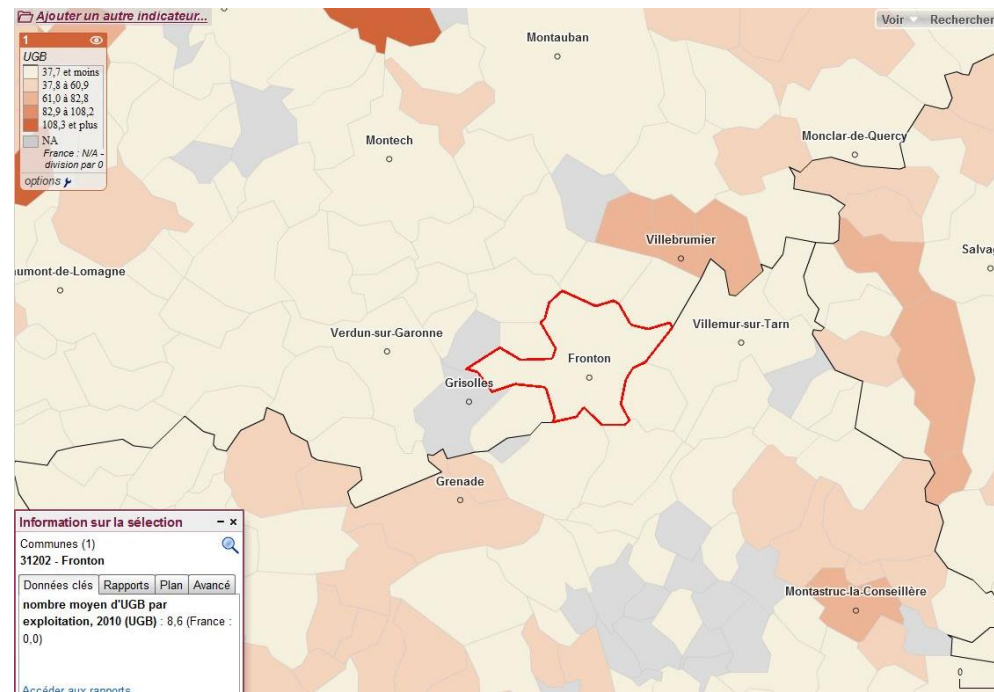 Ajouter un autre indicateur...
Voir Rechercher
1
UGB
37,7 et moins
37,8 à 60,9
61,0 à 82,8
82,9 à 108,2
108,3 et plus
NA
France : N/A -
division par 0
options
Montauban
Montech
Monclar-de-Quercy
Villebrumier
Salva
umont-de-Lomagne
Verdun-sur-Garonne
Villemur-sur-Tarn
Fronton
Grisolles
Grenade
Montastruc-la-Conseillère
0
Information sur la sélection - ×
Communes (1)
31202 - Fronton
Données clés Rapports Plan Avancé
nombre moyen d'UGB par
exploitation, 2010 (UGB) : 8,6 (France :
0,0)
Accéder aux rapports